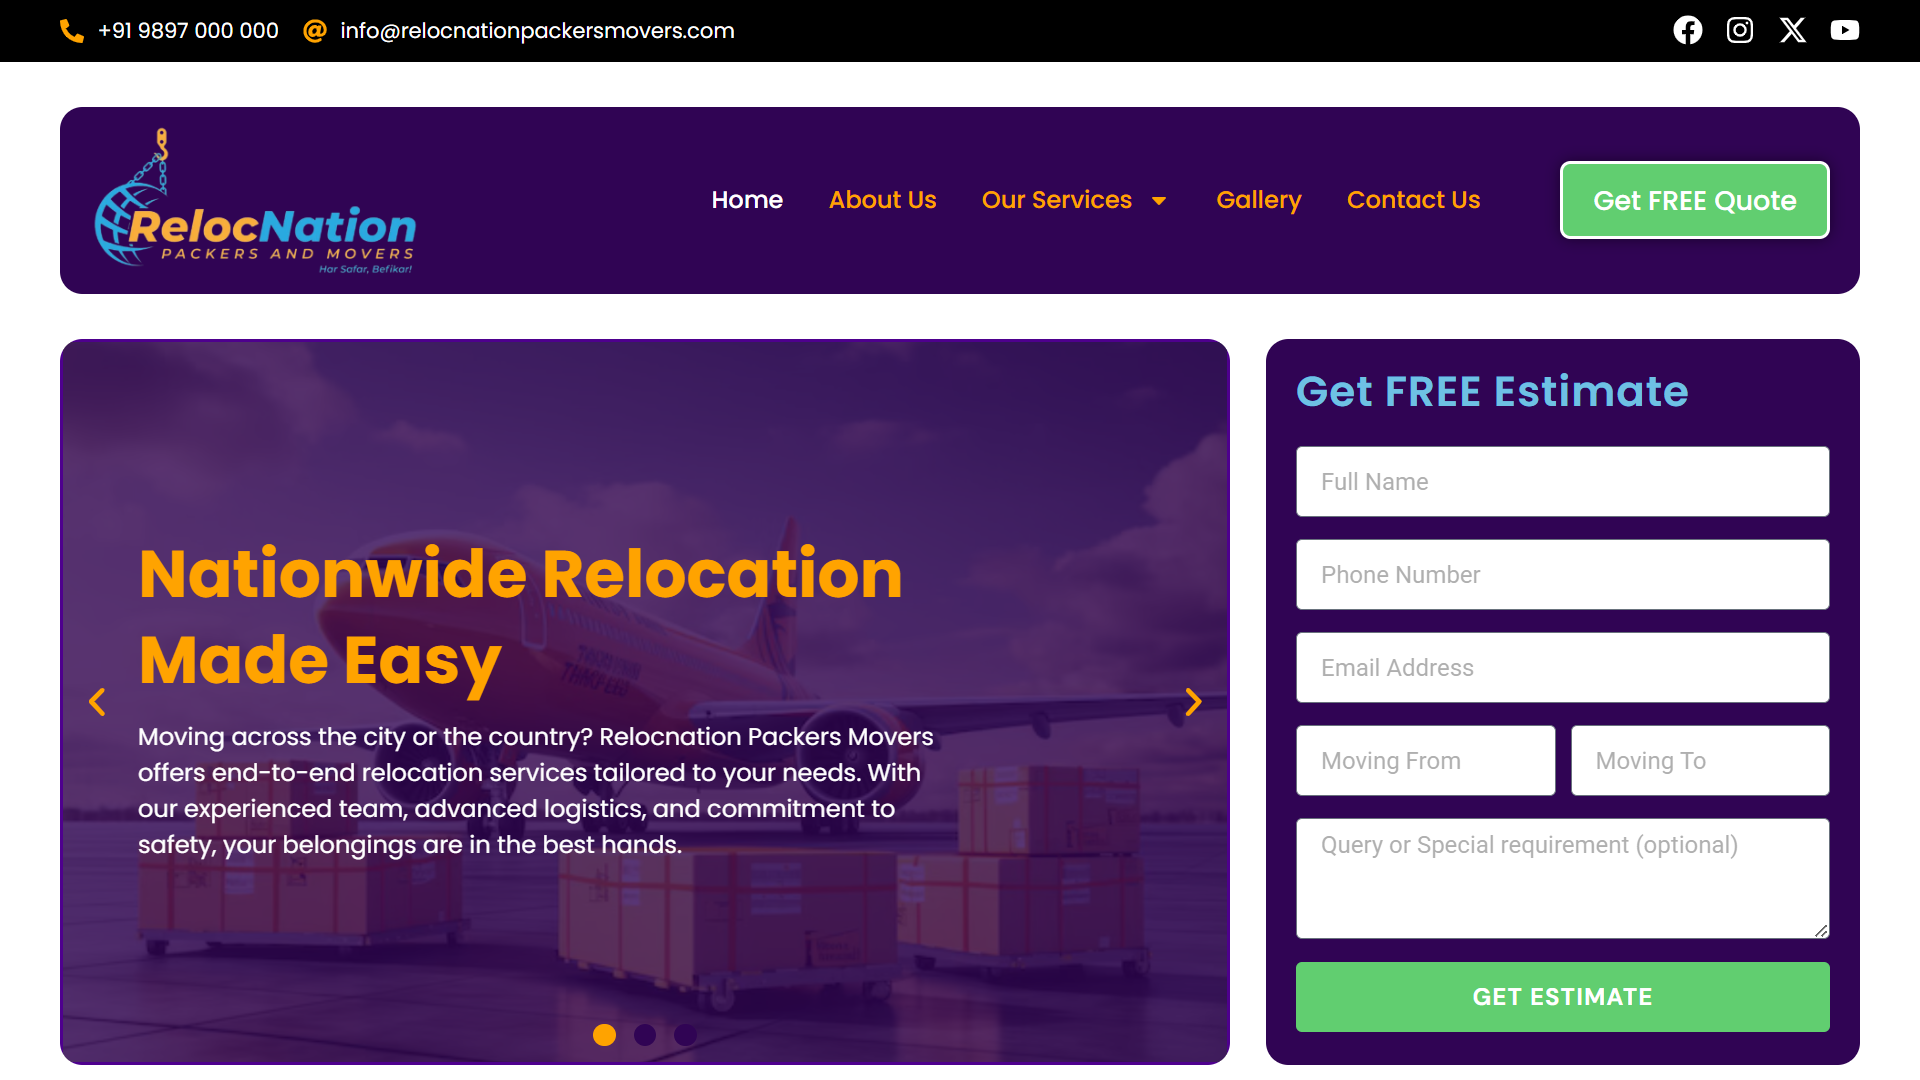 +91 9897 000 000
info@relocnationpackersmovers.com
RelocNation
PACKERS AND MOVERS
Har Safar, Befikar!
Home
About Us
Our Services
Gallery
Contact Us
Get FREE Quote
Nationwide Relocation
Made Easy
Moving across the city or the country? Relocnation Packers Movers
offers end-to-end relocation services tailored to your needs. With
our experienced team, advanced logistics, and commitment to
safety, your belongings are in the best hands.
Get FREE Estimate
Full Name
Phone Number
Email Address
Moving From
Moving To
Query or Special requirement (optional)
GET ESTIMATE